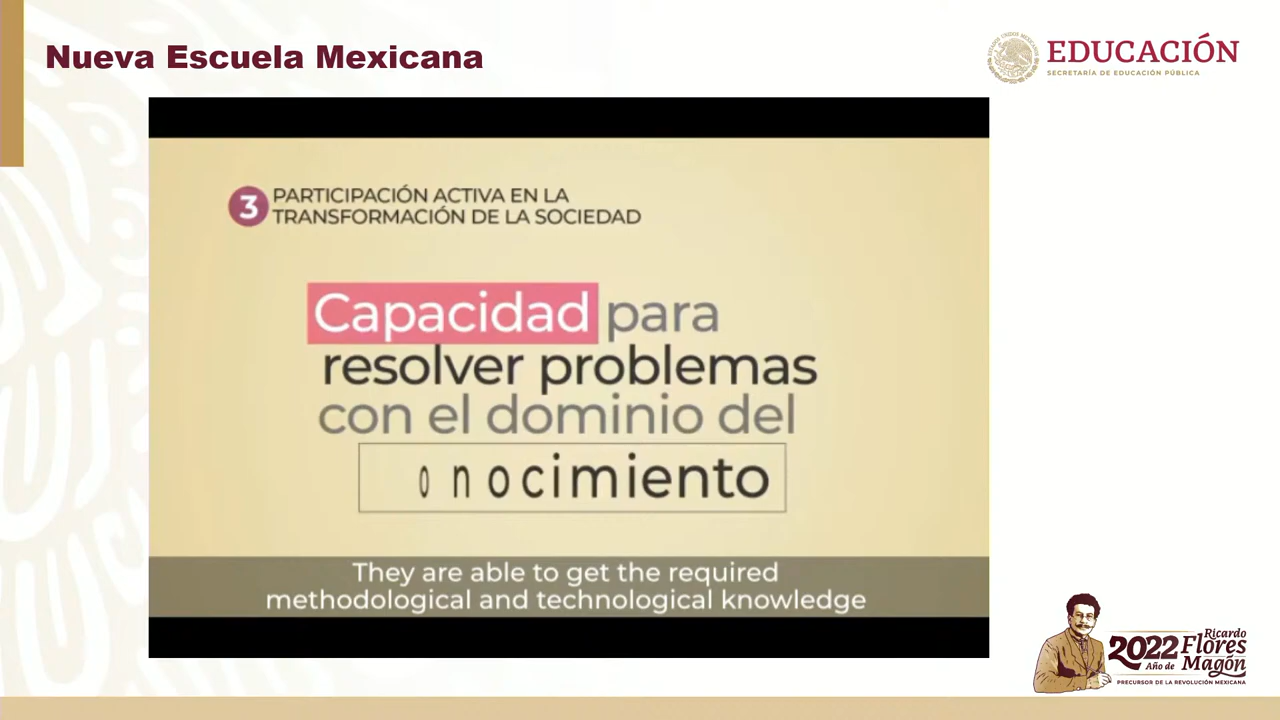 Nueva Escuela Mexicana
EDUCACIÓN
SECRETARÍA DE EDUCACIÓN PÚBLICA
3 PARTICIPACIÓN ACTIVA EN LA
TRANSFORMACIÓN DE LA SOCIEDAD
Capacidad para
resolver problemas
con el dominio del
onocimiento
They are able to get the required
methodological and technological knowledge
2022 Ricardo
Año de Flores
Magón
PRECURSOR DE LA REVOLUCIÓN MEXICANA